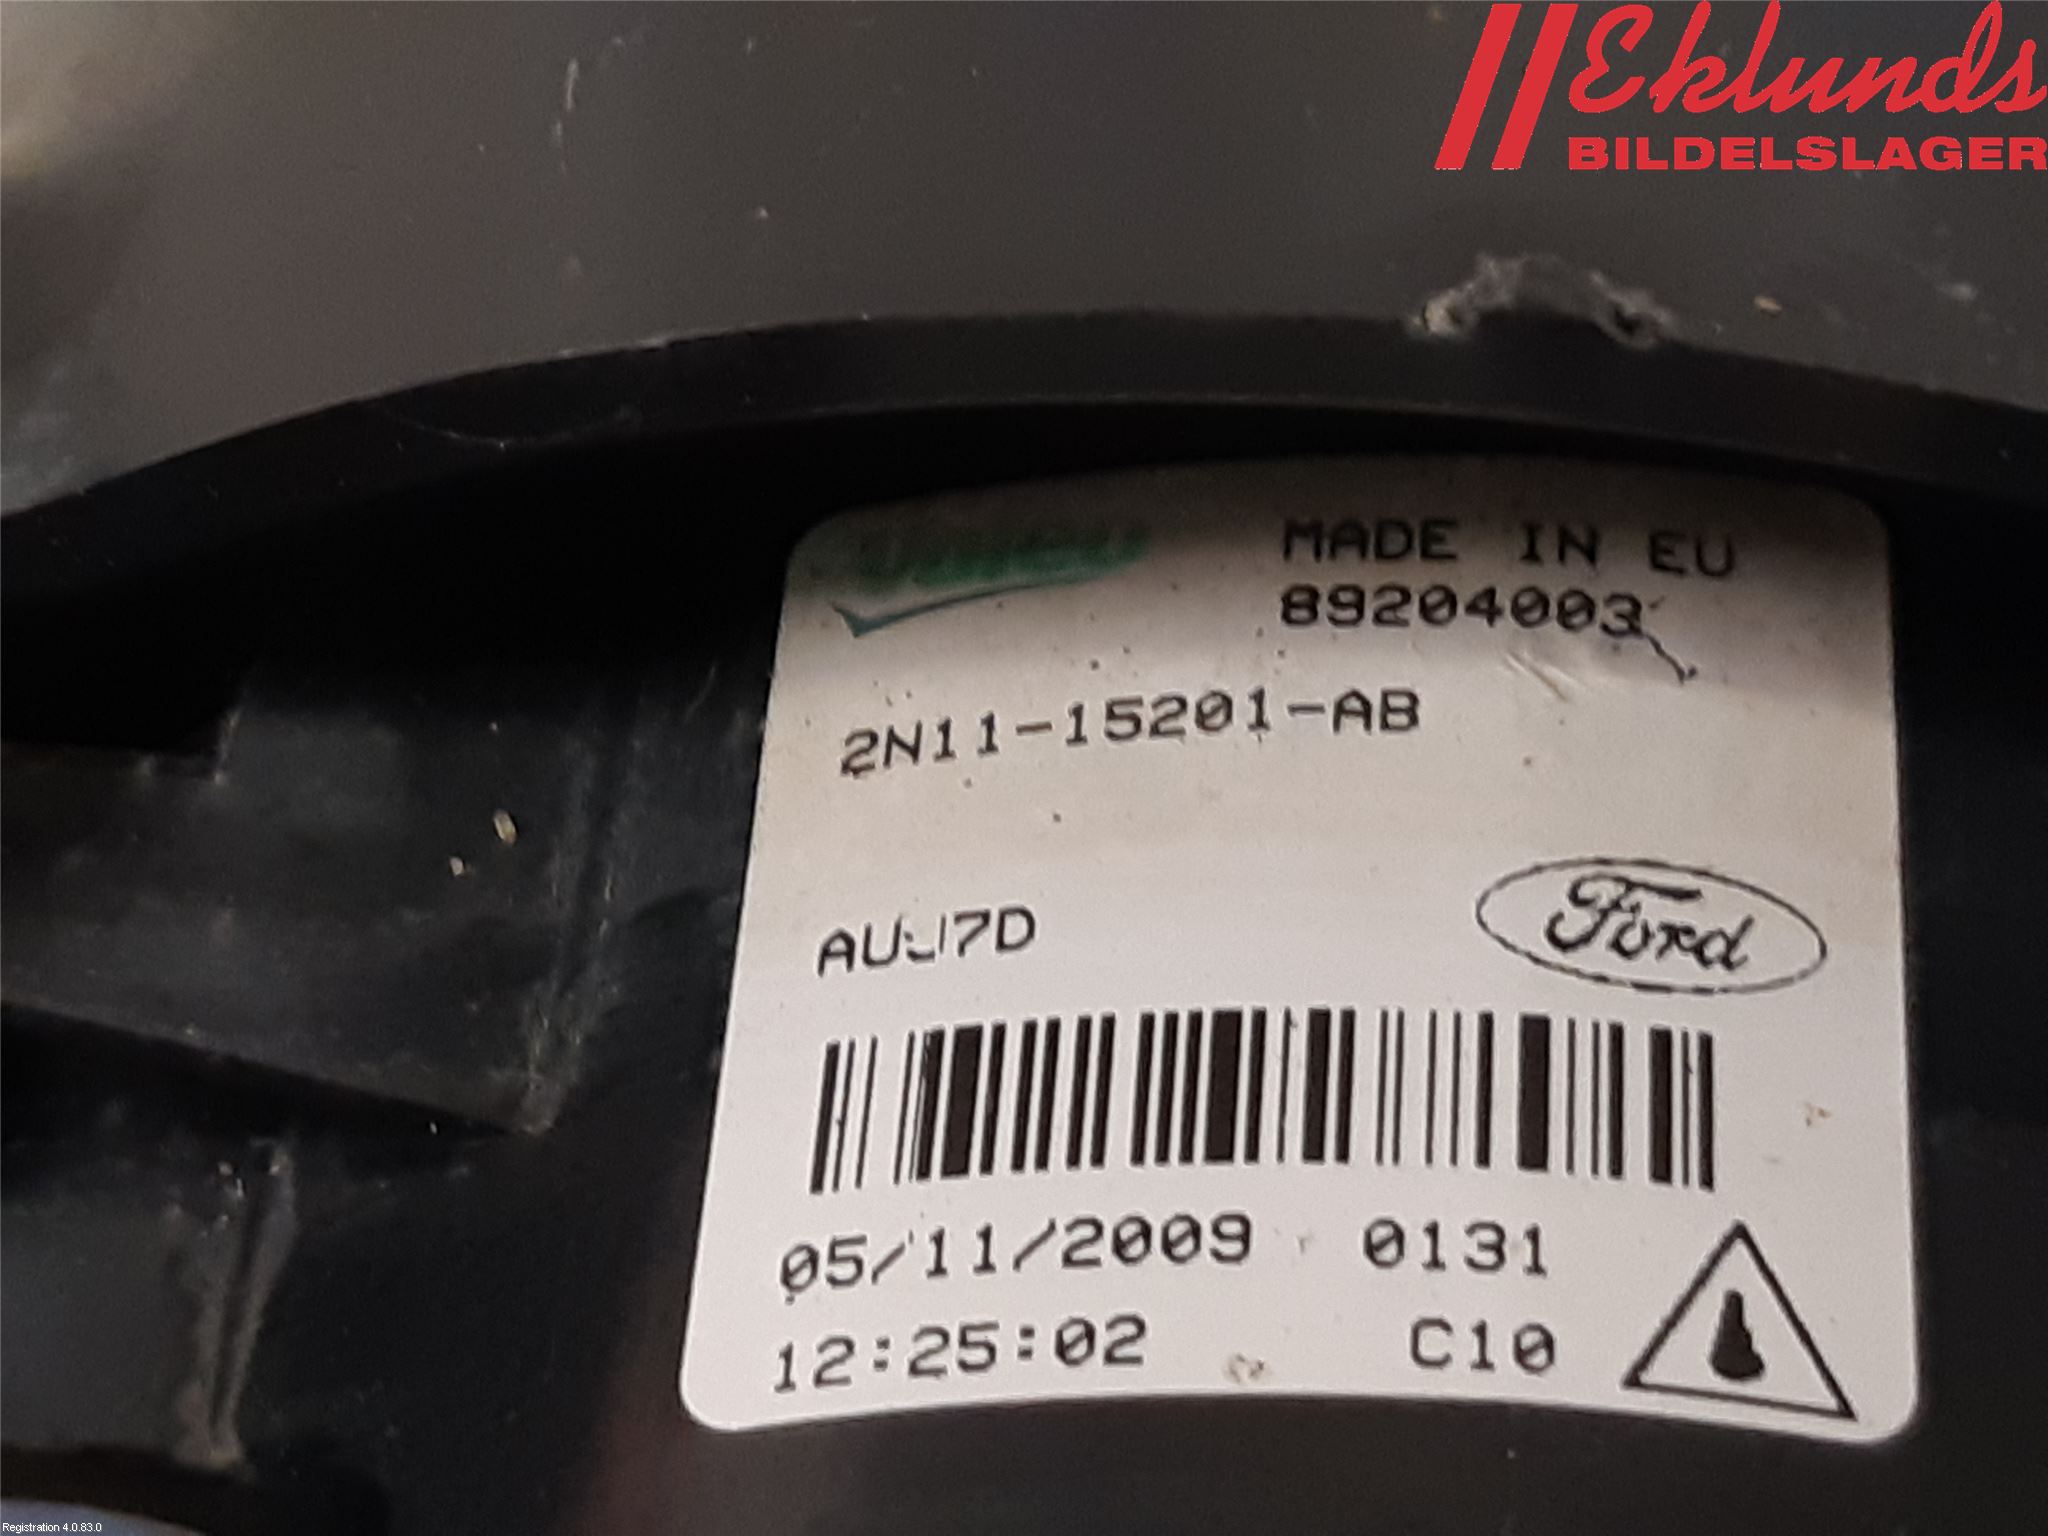 Eklunds
BILDELSLAGER
Valeo
MADE IN EU
89204003
2N11-15201-AB
Ford
05/11/2009 0131
12:25:02 C10
Registration 4.0.83.0